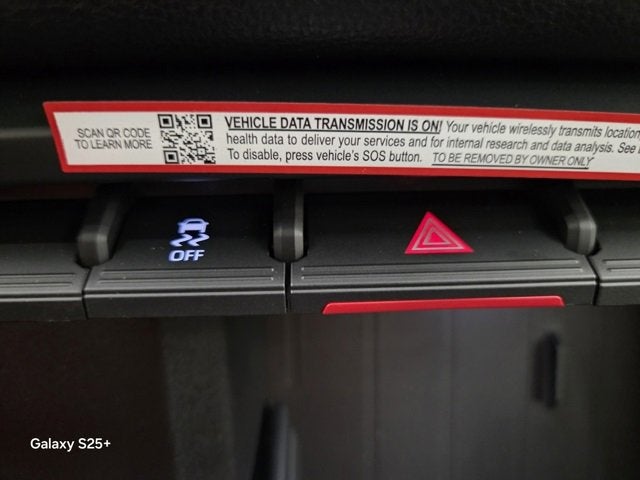 SCAN QR CODE
TO LEARN MORE
VEHICLE DATA TRANSMISSION IS ON! Your vehicle wirelessly transmits location
health data to deliver your services and for internal research and data analysis. See
To disable, press vehicle's SOS button. TO BE REMOVED BY OWNER ONLY
OFF
Galaxy S25+